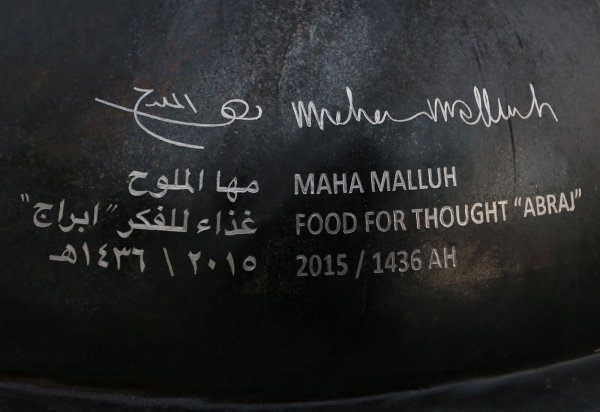 مها الملوح
غذاء للفكر "ابراج"
٢٠١٥ / ١٤٣٦هـ
Maha Malluh
MAHA MALLUH
FOOD FOR THOUGHT “ABRAJ”
2015 / 1436 AH